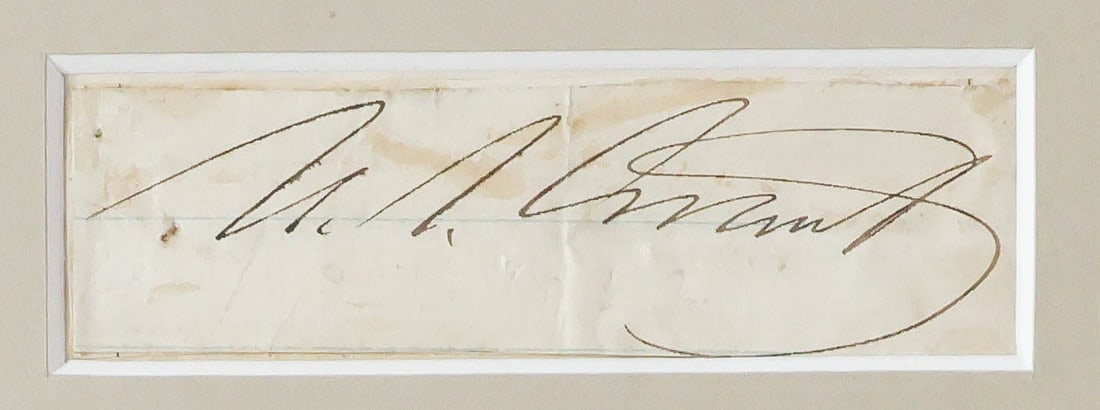 U. S. Grant